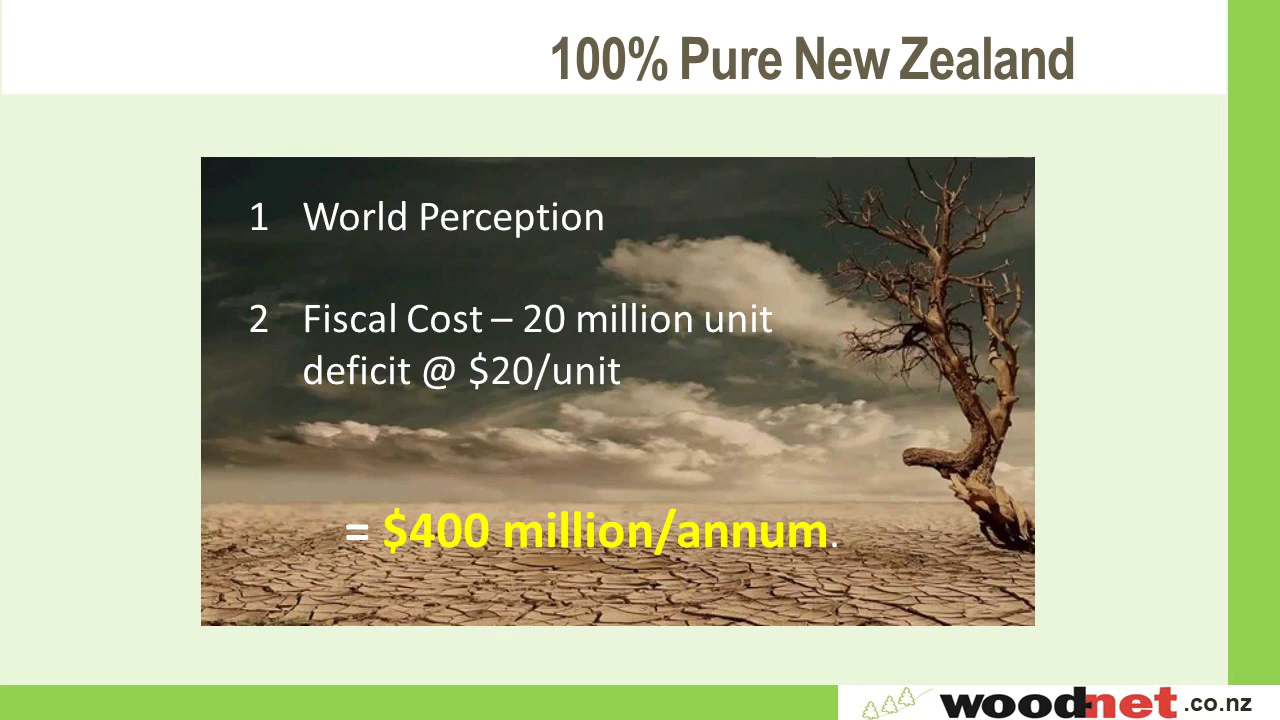 100% Pure New Zealand
1 World Perception
2 Fiscal Cost – 20 million unit
deficit @ $20/unit
= $400 million/annum.
woodnet.co.nz